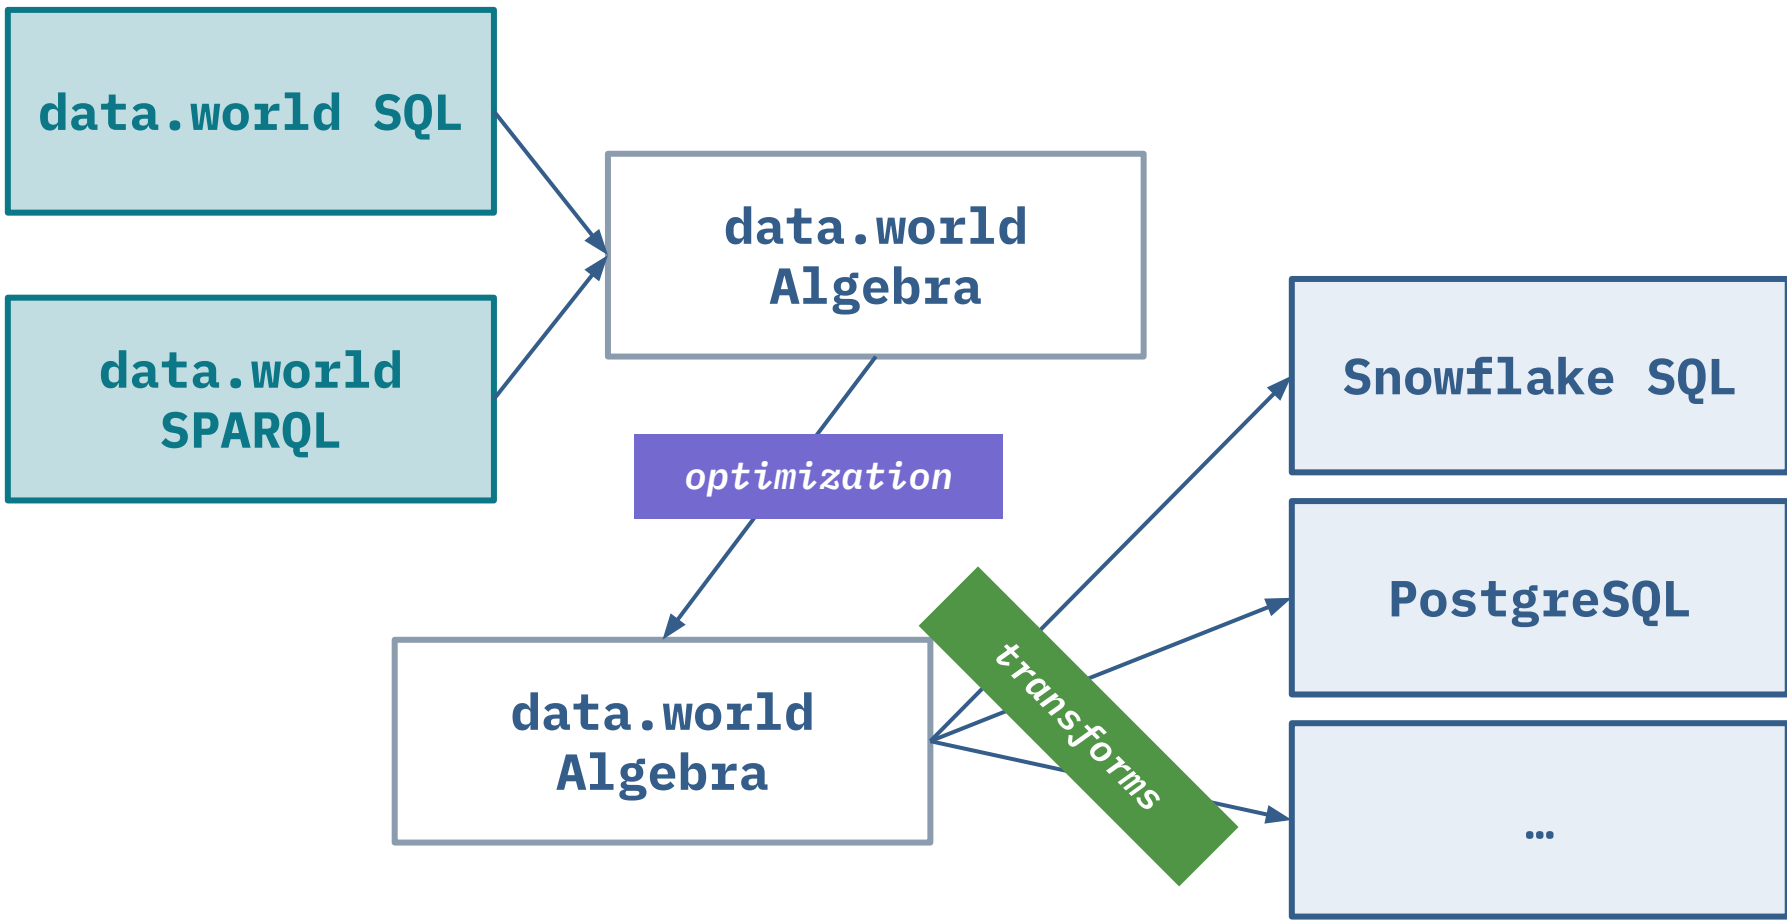 data.world SQL
data.world
SPARQL
data.world
Algebra
optimization
data.world
Algebra
transforms
Snowflake SQL
PostgreSQL
…